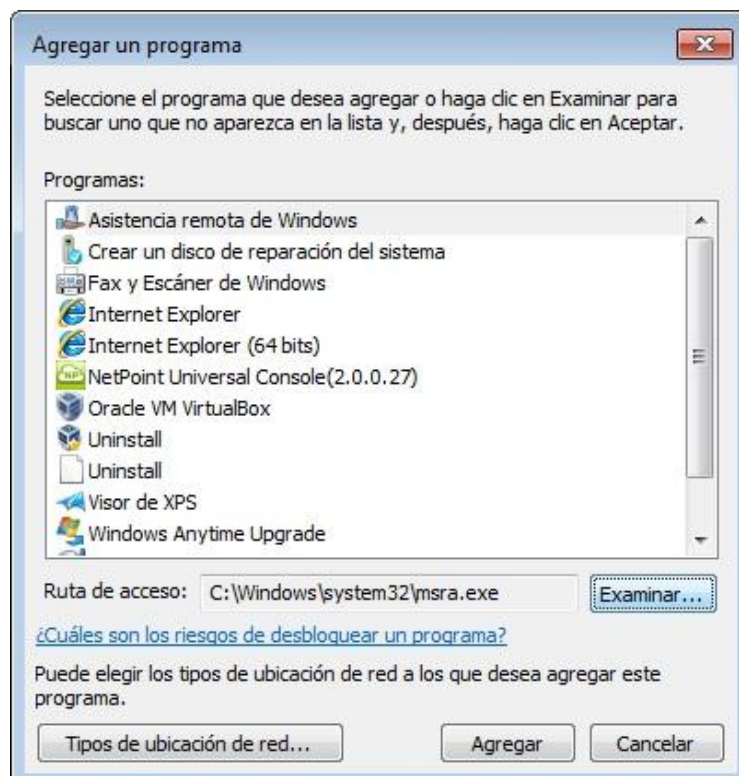 Agregar un programa
Seleccione el programa que desea agregar o haga clic en Examinar para
buscar uno que no aparezca en la lista y, después, haga clic en Aceptar.
Programas:
Asistencia remota de Windows
Crear un disco de reparación del sistema
Fax y Escáner de Windows
Internet Explorer
Internet Explorer (64 bits)
NetPoint Universal Console(2.0.0.27)
Oracle VM VirtualBox
Uninstall
Uninstall
Visor de XPS
Windows Anytime Upgrade
Ruta de acceso: C:\Windows\system32\msra.exe Examinar...
¿Cuáles son los riesgos de desbloquear un programa?
Puede elegir los tipos de ubicación de red a los que desea agregar este
programa.
Tipos de ubicación de red... Agregar Cancelar